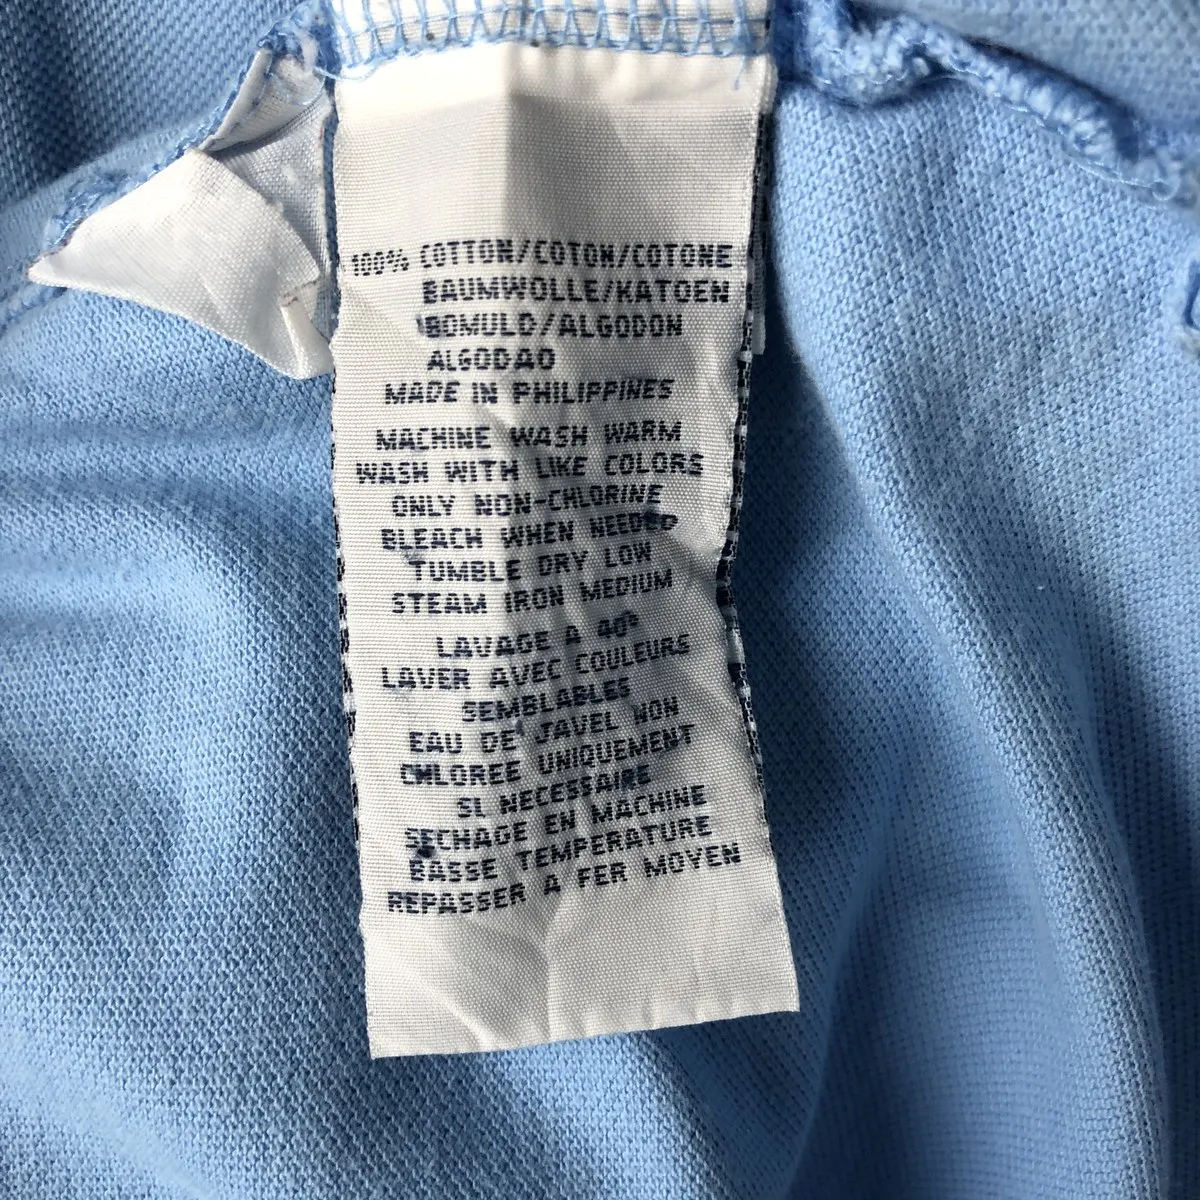 100% COTTON/COTON/COTONE
BAUMWOLLE/KATOEN
BOMULD/ALGODON
ALGODAO
MADE IN PHILIPPINES
MACHINE WASH WARM
WASH WITH LIKE COLORS
ONLY NON-CHLORINE
BLEACH WHEN NEEDED
TUMBLE DRY LOW
STEAM IRON MEDIUM
LAVAGE A 40°
LAVER AVEC COULEURS
SEMBLABLES
EAU DE JAVEL NON
CHLOREE UNIQUEMENT
SL NECESSAIRE
SECHAGE EN MACHINE
BASSE TEMPERATURE
REPASSER A FER MOYEN